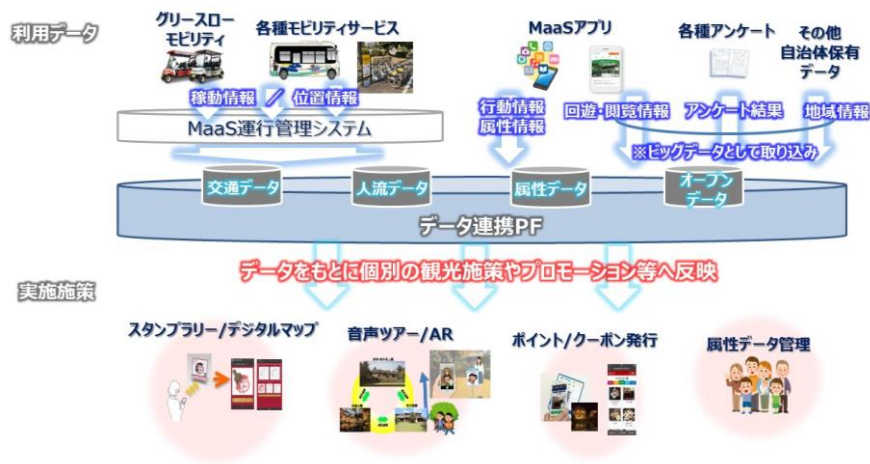 利用データ
グリースロー
モビリティ
各種モビリティサービス
MaaSアプリ
各種アンケート
その他
自治体保有
データ
稼動情報 ／ 位置情報
行動情報
属性情報
回遊・閲覧情報
アンケート結果
地域情報
MaaS運行管理システム
※ビッグデータとして取り込み
交通データ
人流データ
属性データ
オープン
データ
データ連携PF
データをもとに個別の観光施策やプロモーション等へ反映
実施施策
スタンプラリー/デジタルマップ
音声ツアー/AR
ポイント/クーポン発行
属性データ管理